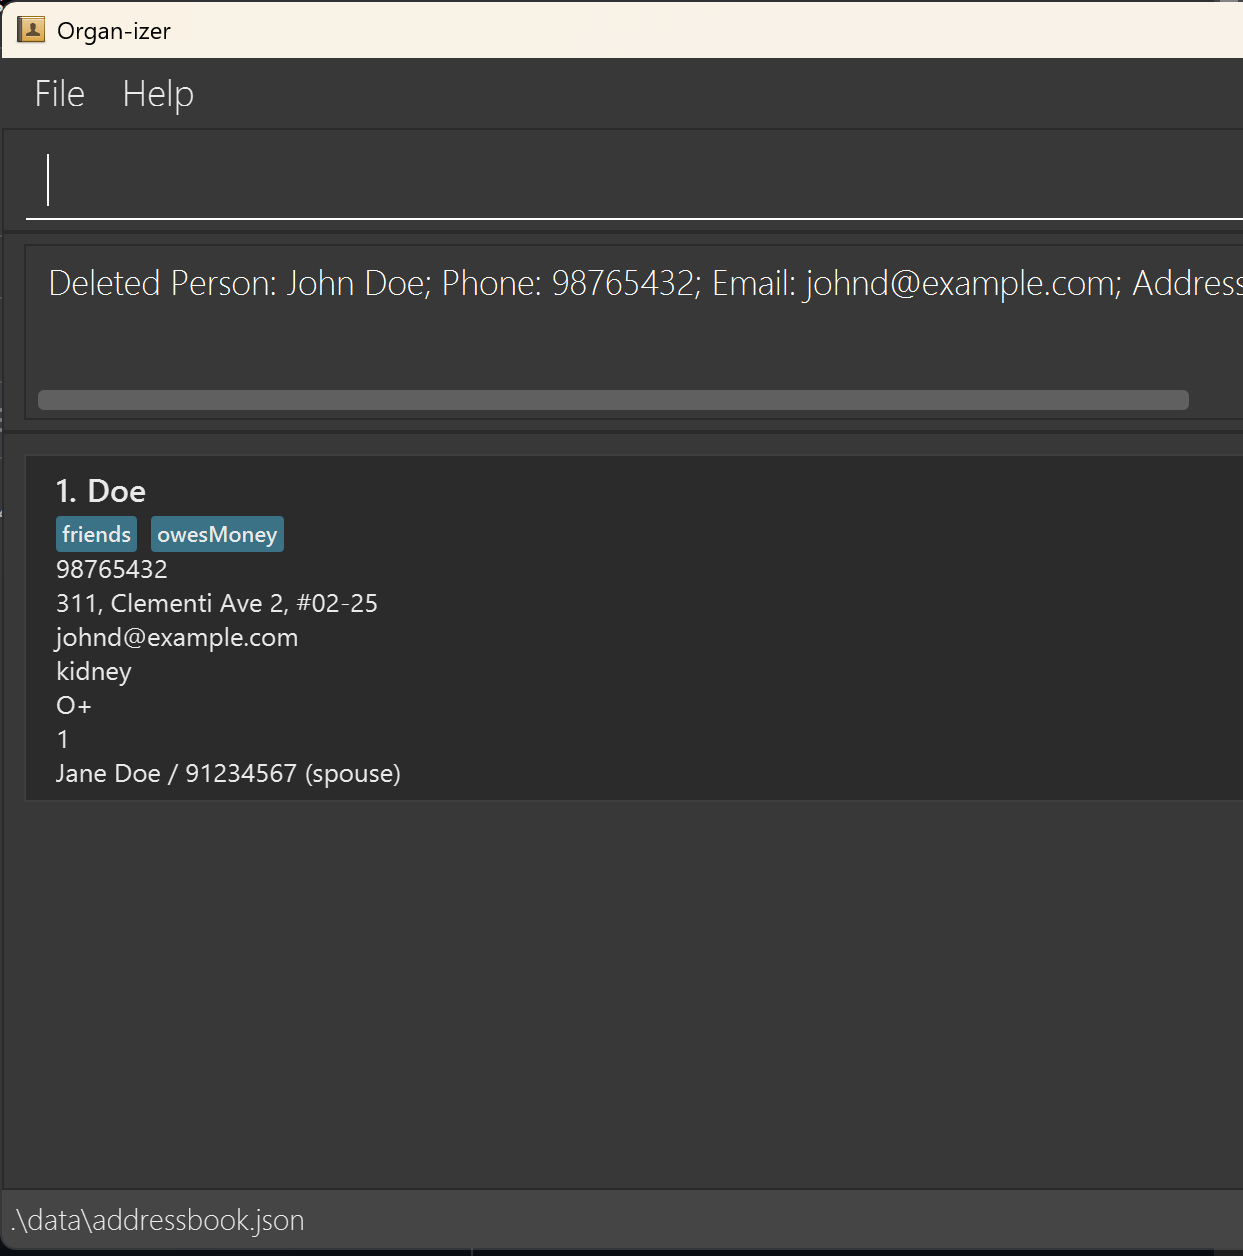 Organ-izer
File Help
Deleted Person: John Doe; Phone: 98765432; Email: johnd@example.com; Address
1. Doe
friends owesMoney
98765432
311, Clementi Ave 2, #02-25
johnd@example.com
kidney
O+
1
Jane Doe / 91234567 (spouse)
.\data\addressbook.json